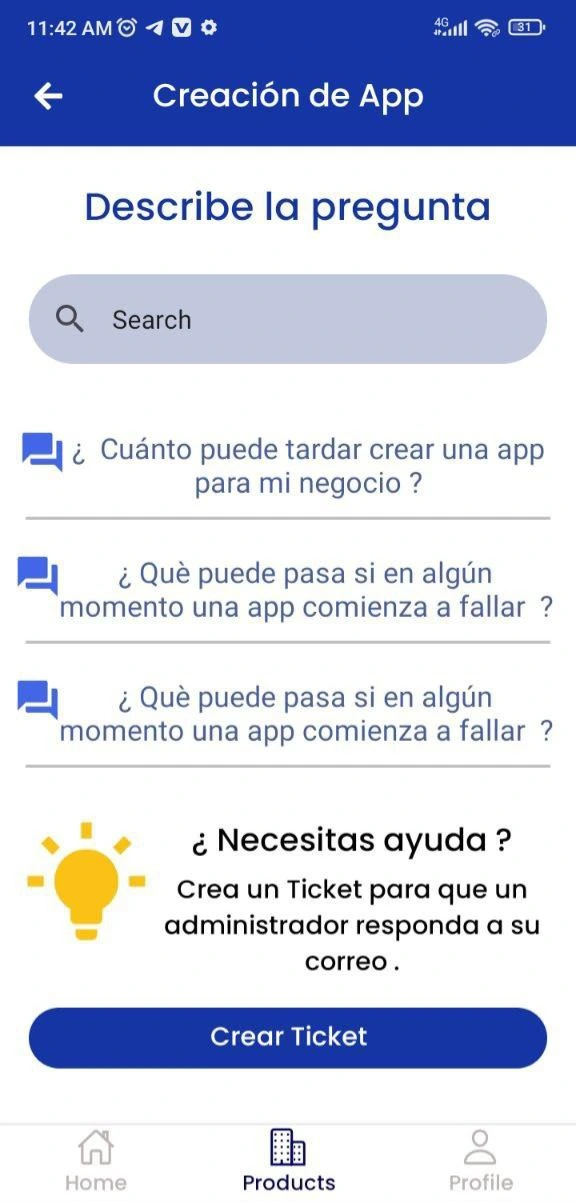 11:42 AM
4G
31
Creación de App
Describe la pregunta
Search
¿ Cuánto puede tardar crear una app
para mi negocio ?
¿ Què puede pasa si en algún
momento una app comienza a fallar ?
¿ Què puede pasa si en algún
momento una app comienza a fallar ?
¿ Necesitas ayuda ?
Crea un Ticket para que un
administrador responda a su
correo .
Crear Ticket
Home
Products
Profile